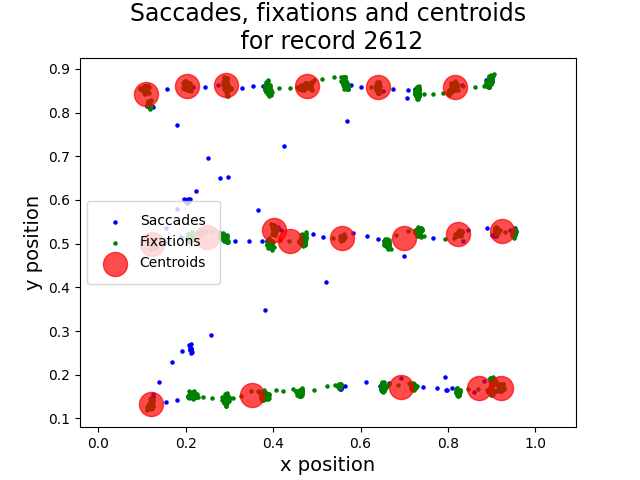 Saccades, fixations and centroids
for record 2612
0.9
0.8
0.7
0.6
0.5
0.4
0.3
0.2
0.1
y position
Saccades
Fixations
Centroids
0.0 0.2 0.4 0.6 0.8 1.0
x position